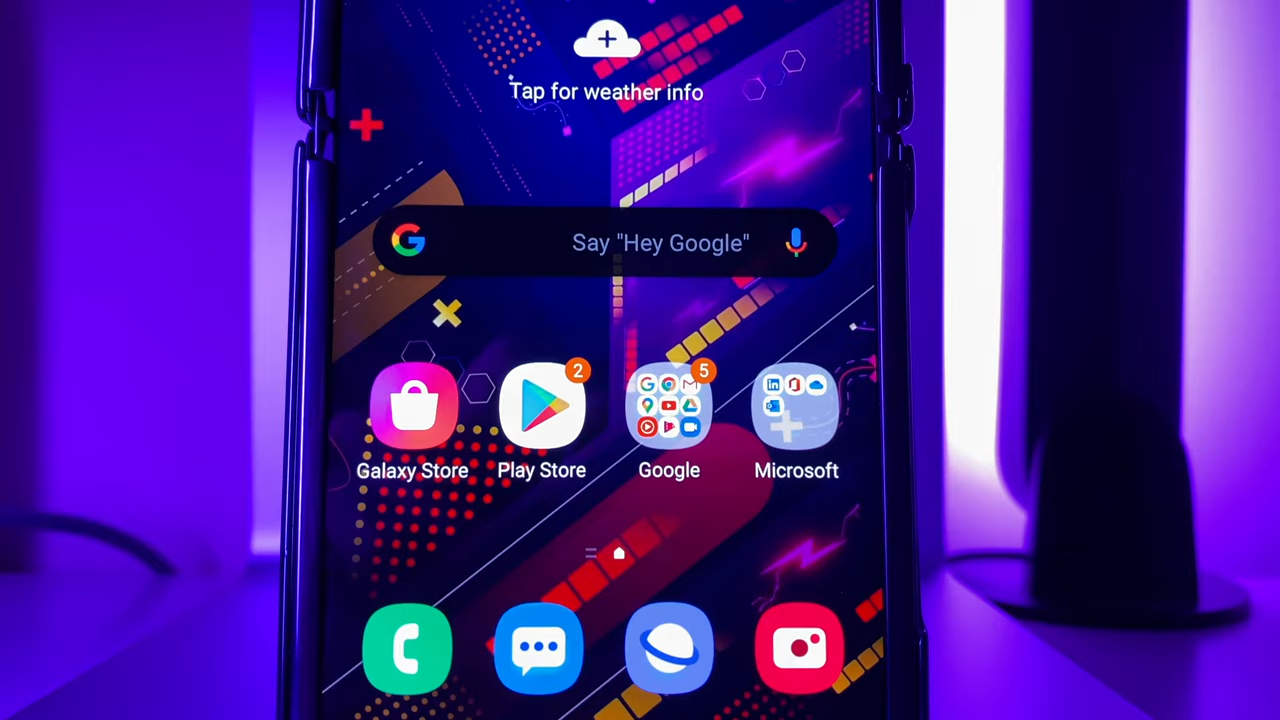 Tap for weather info
Say "Hey Google"
2
5
Galaxy Store
Play Store
Google
Microsoft